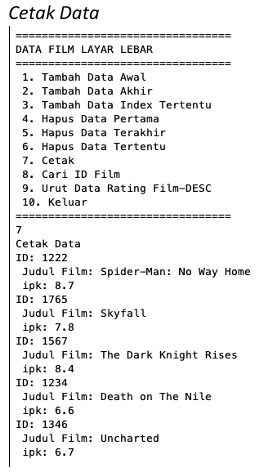 Cetak Data
=================================
DATA FILM LAYAR LEBAR
=================================
1. Tambah Data Awal
2. Tambah Data Akhir
3. Tambah Data Index Tertentu
4. Hapus Data Pertama
5. Hapus Data Terakhir
6. Hapus Data Tertentu
7. Cetak
8. Cari ID Film
9. Urut Data Rating Film-DESC
10. Keluar
=================================
7
Cetak Data
ID: 1222
Judul Film: Spider-Man: No Way Home
ipk: 8.7
ID: 1765
Judul Film: Skyfall
ipk: 7.8
ID: 1567
Judul Film: The Dark Knight Rises
ipk: 8.4
ID: 1234
Judul Film: Death on The Nile
ipk: 6.6
ID: 1346
Judul Film: Uncharted
ipk: 6.7